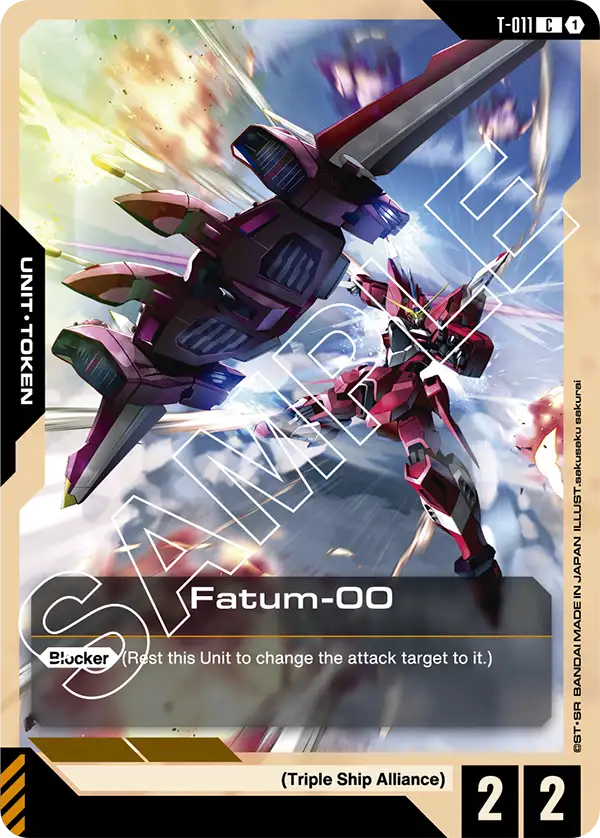 T-011 C 1
UNIT・TOKEN
SAMPLE
Fatum-00
Blocker (Rest this Unit to change the attack target to it.)
(Triple Ship Alliance)
2 2
©ST・SR BANDAI MADE IN JAPAN ILLUST.sakusaku sakurai